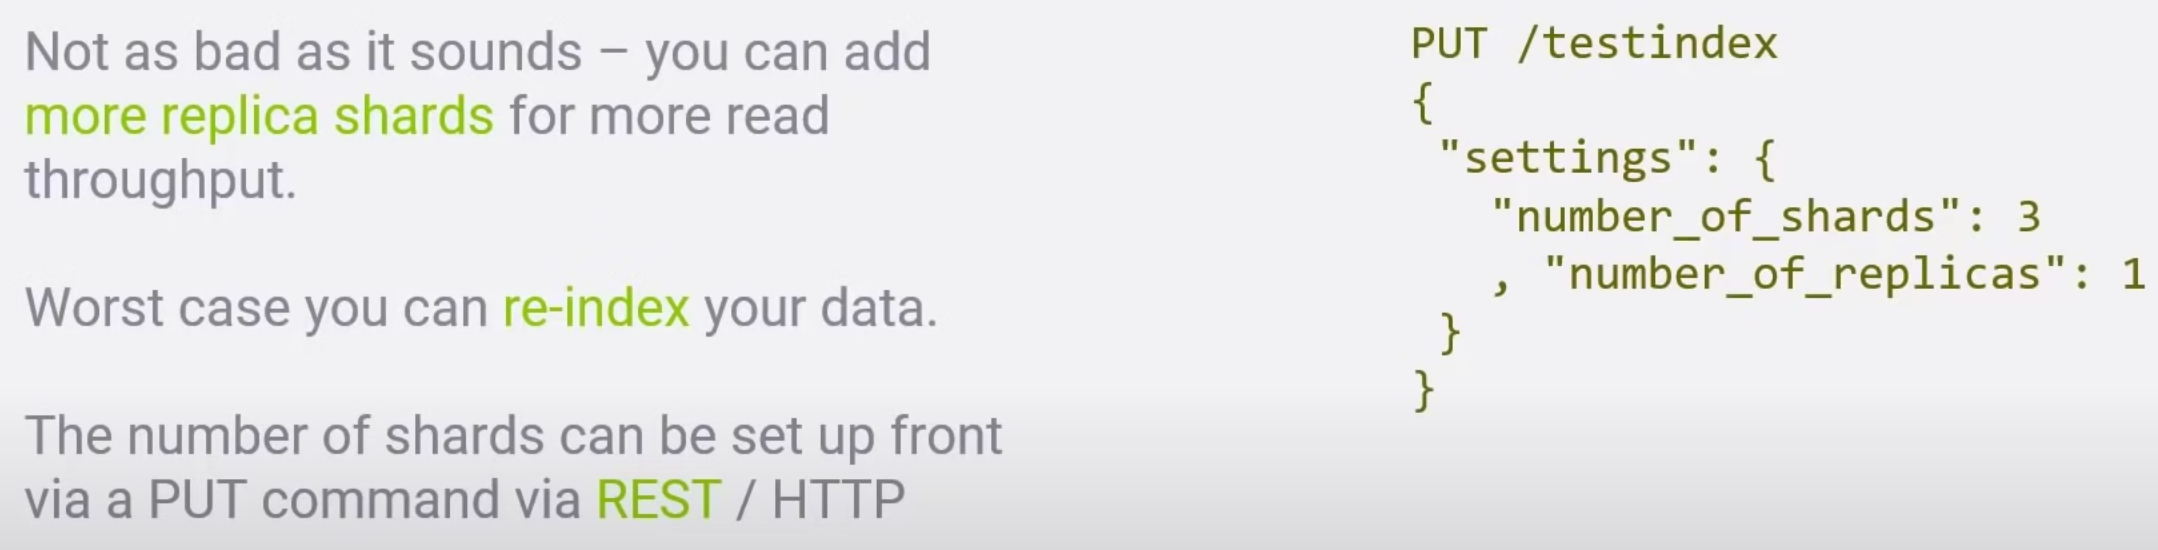 Not as bad as it sounds – you can add
more replica shards for more read
throughput.
Worst case you can re-index your data.
The number of shards can be set up front
via a PUT command via REST / HTTP
PUT /testindex
{
"settings": {
"number_of_shards": 3
, "number_of_replicas": 1
}
}